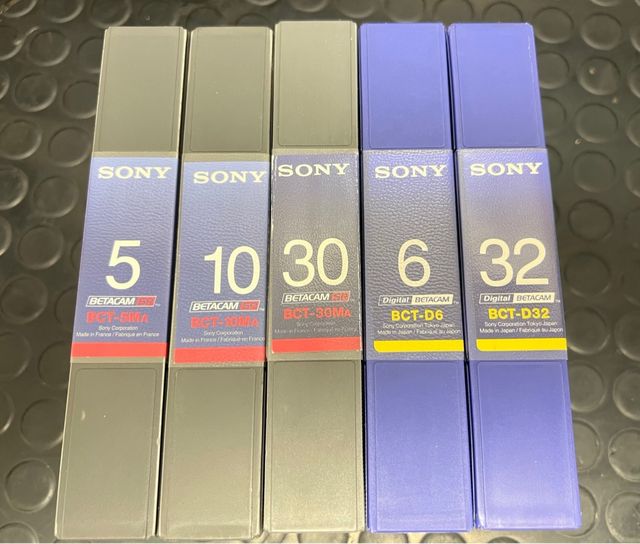 SONY
5
BETACAM SP
BCT-5MA
Sony Corporation
Made in France / Fabriqué en France
SONY
10
BETACAM SP
BCT-10MA
Sony Corporation
Made in France / Fabriqué en France
SONY
30
BETACAM SP
BCT-30MA
Sony Corporation
Made in France / Fabriqué en France
SONY
6
Digital BETACAM
BCT-D6
Sony Corporation Tokyo Japan
Made in Japan / Fabriqué au Japon
SONY
32
Digital BETACAM
BCT-D32
Sony Corporation Tokyo Japan
Made in Japan / Fabriqué au Japon